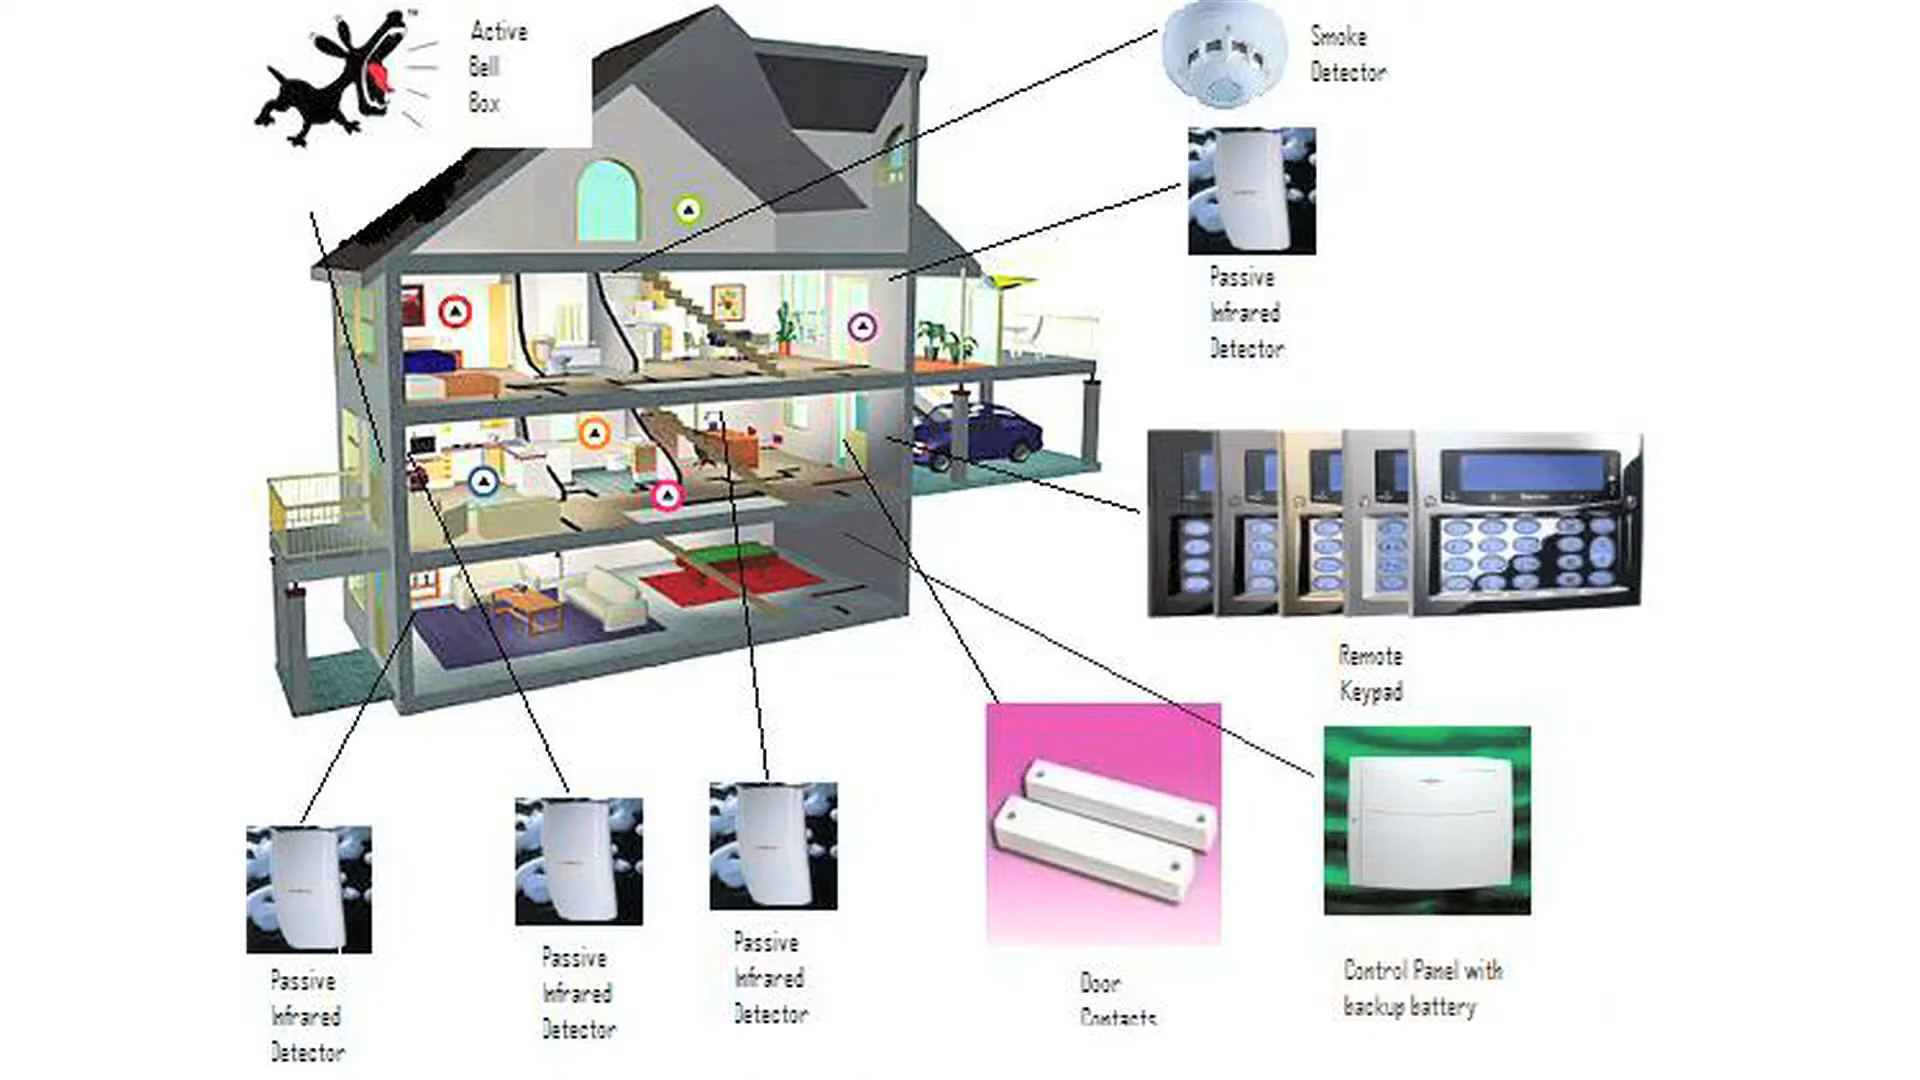 Active
Bell
Box
Smoke
Detector
Passive
Infrared
Detector
Remote
Keypad
Passive
Infrared
Detector
Passive
Infrared
Detector
Passive
Infrared
Detector
Door
Contacts
Control Panel with
backup battery